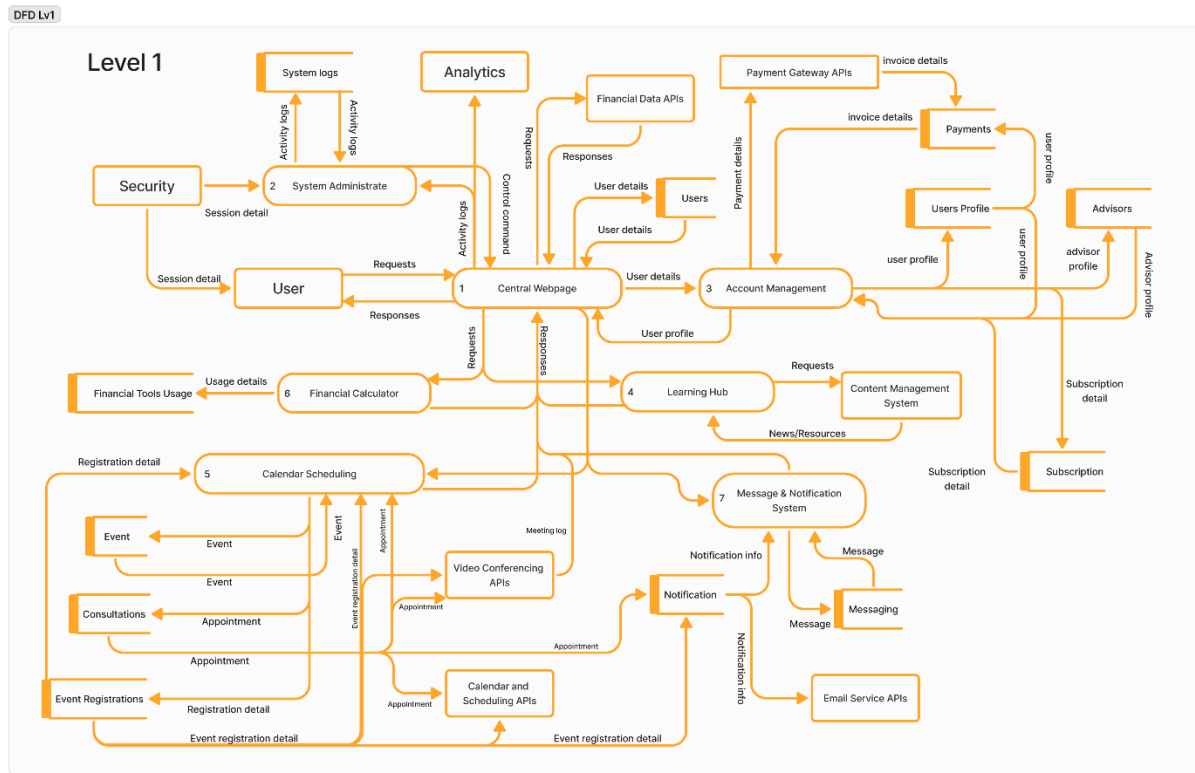 DFD Lv1
Level 1
System logs
Analytics
Payment Gateway APIs
invoice details
Financial Data APIs
Activity logs
Activity logs
Requests
Responses
invoice details
Payments
user profile
Security
2 System Administrate
Session detail
Control command
Activity logs
User details
Users
User details
Payment details
Users Profile
Advisors
user profile
user profile
advisor
profile
Advisor profile
Session detail
User
Requests
Responses
1 Central Webpage
User details
3 Account Management
User profile
Requests
Responses
Financial Tools Usage
Usage details
6 Financial Calculator
4 Learning Hub
Requests
Content Management
System
News/Resources
Subscription
detail
Subscription
detail
Subscription
Registration detail
5 Calendar Scheduling
7 Message & Notification
System
Event
Event
Event
Event
Event registration detail
Appointment
Meeting log
Video Conferencing
APIs
Appointment
Notification info
Message
Consultations
Appointment
Appointment
Appointment
Notification
Messaging
Message
Notification info
Event Registrations
Registration detail
Appointment
Calendar and
Scheduling APIs
Email Service APIs
Event registration detail
Event registration detail